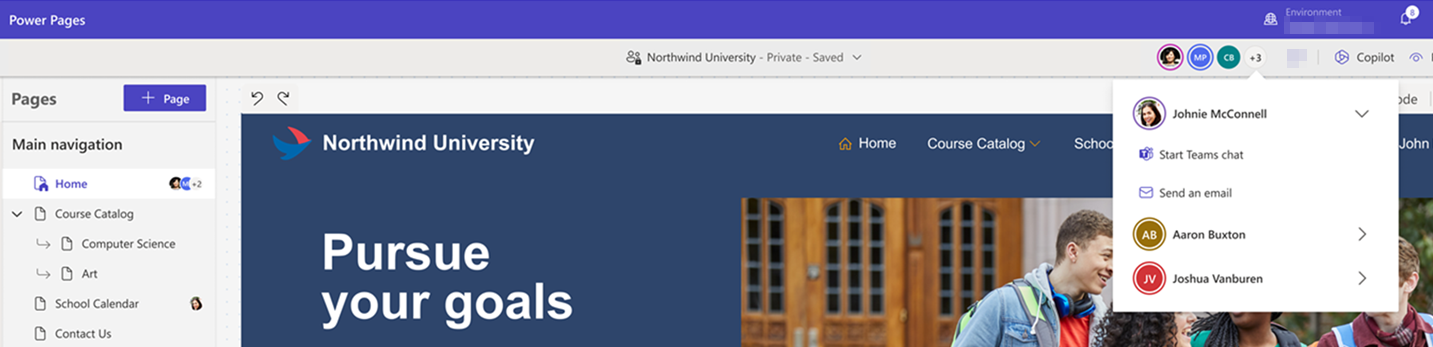 Power Pages
Environment
8
Northwind University - Private - Saved
MP
CB
+3
Copilot
Pages
+ Page
ode
Main navigation
Home
+2
Course Catalog
Computer Science
Art
School Calendar
Contact Us
Northwind University
Home
Course Catalog
Schoo
John
Pursue
your goals
Johnie McConnell
Start Teams chat
Send an email
AB
Aaron Buxton
JV
Joshua Vanburen